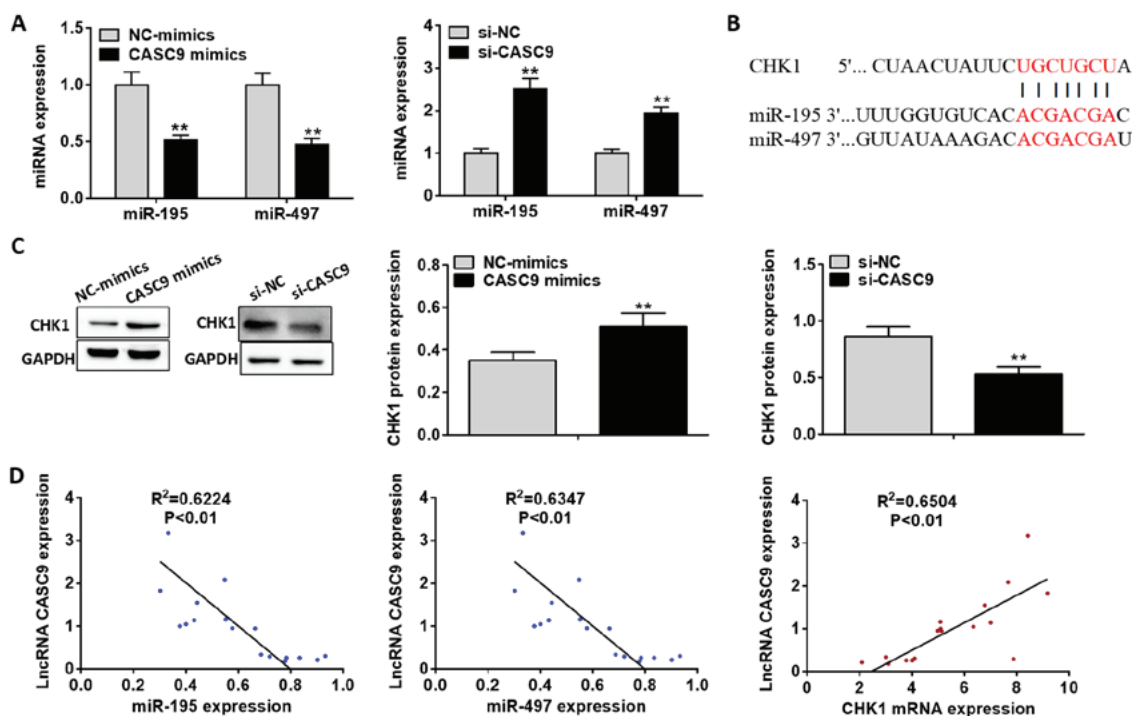 A
NC-mimics
CASC9 mimics
miRNA expression
1.5
1.0
0.5
0.0
**
**
miR-195
miR-497
si-NC
si-CASC9
miRNA expression
4
3
2
1
0
**
**
miR-195
miR-497
B
CHK1 5'... CUAACUAUUCUGCUGCUA
miR-195 3'...UUUGGUGUCACACGACGAC
miR-497 3'...GUUAUAAAGACACGACGAU
C
NC-mimics
CASC9 mimics
CHK1
GAPDH
si-NC
si-CASC9
CHK1
GAPDH
NC-mimics
CASC9 mimics
CHK1 protein expression
0.8
0.6
0.4
0.2
0.0
**
si-NC
si-CASC9
CHK1 protein expression
1.5
1.0
0.5
0.0
**
D
R²=0.6224
P<0.01
LncRNA CASC9 expression
4
3
2
1
0
0.0 0.2 0.4 0.6 0.8 1.0
miR-195 expression
R²=0.6347
P<0.01
LncRNA CASC9 expression
4
3
2
1
0
0.0 0.2 0.4 0.6 0.8 1.0
miR-497 expression
R²=0.6504
P<0.01
LncRNA CASC9 expression
4
3
2
1
0
0 2 4 6 8 10
CHK1 mRNA expression